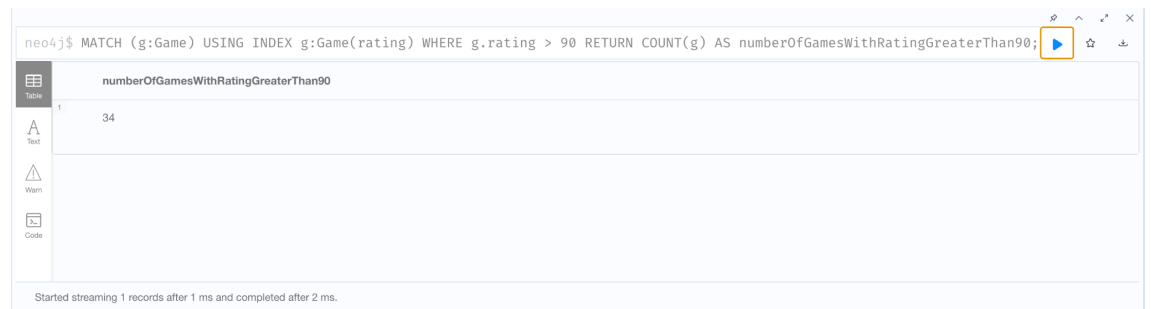 neo4j$ MATCH (g:Game) USING INDEX g:Game(rating) WHERE g.rating > 90 RETURN COUNT(g) AS numberOfGamesWithRatingGreaterThan90;
Table
numberOfGamesWithRatingGreaterThan90
1
34
A
Text
Warn
>_
Code
Started streaming 1 records after 1 ms and completed after 2 ms.